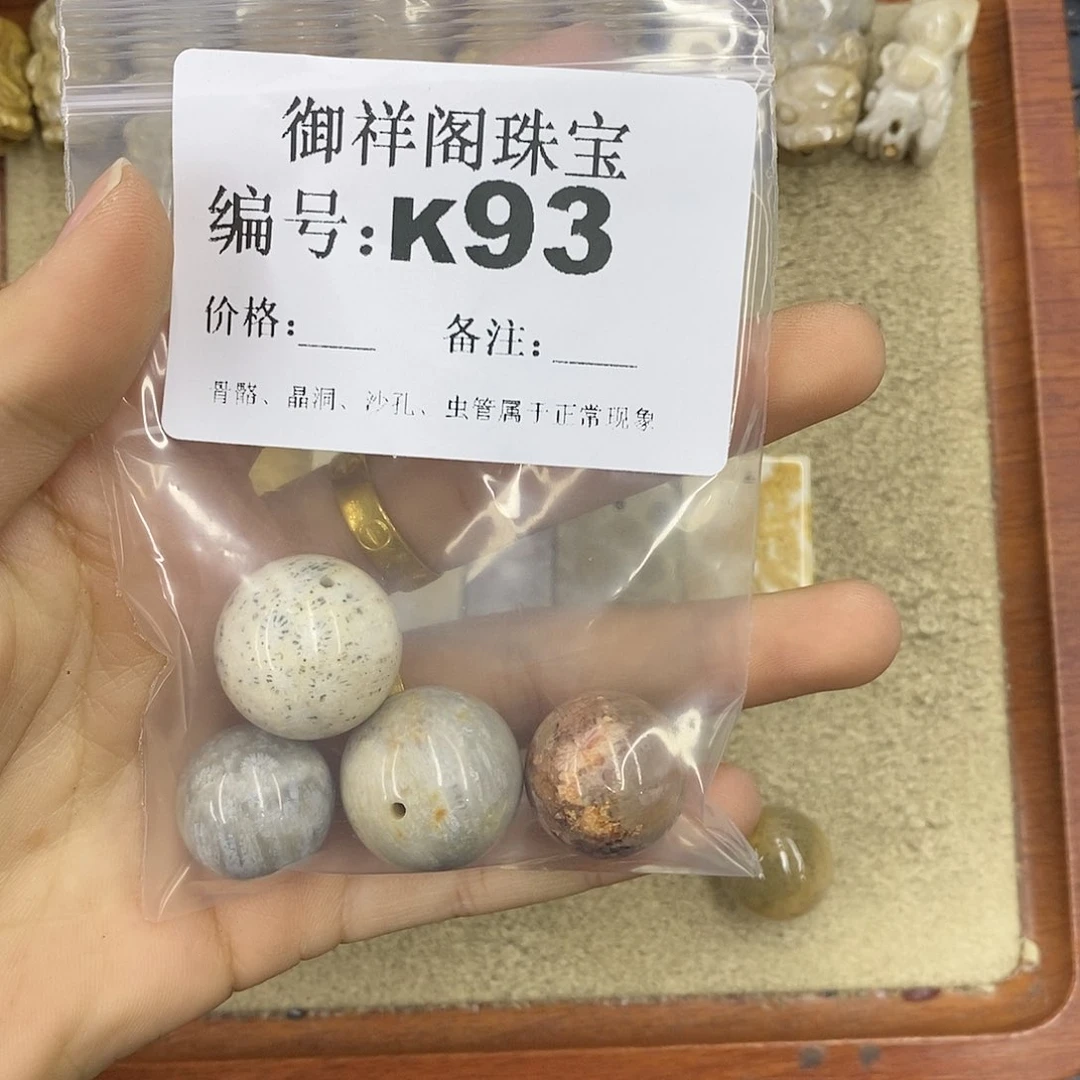 御祥阁珠宝
编号:K93
价格:____ 备注:____
骨骼、晶洞、沙孔、虫管属于正常现象